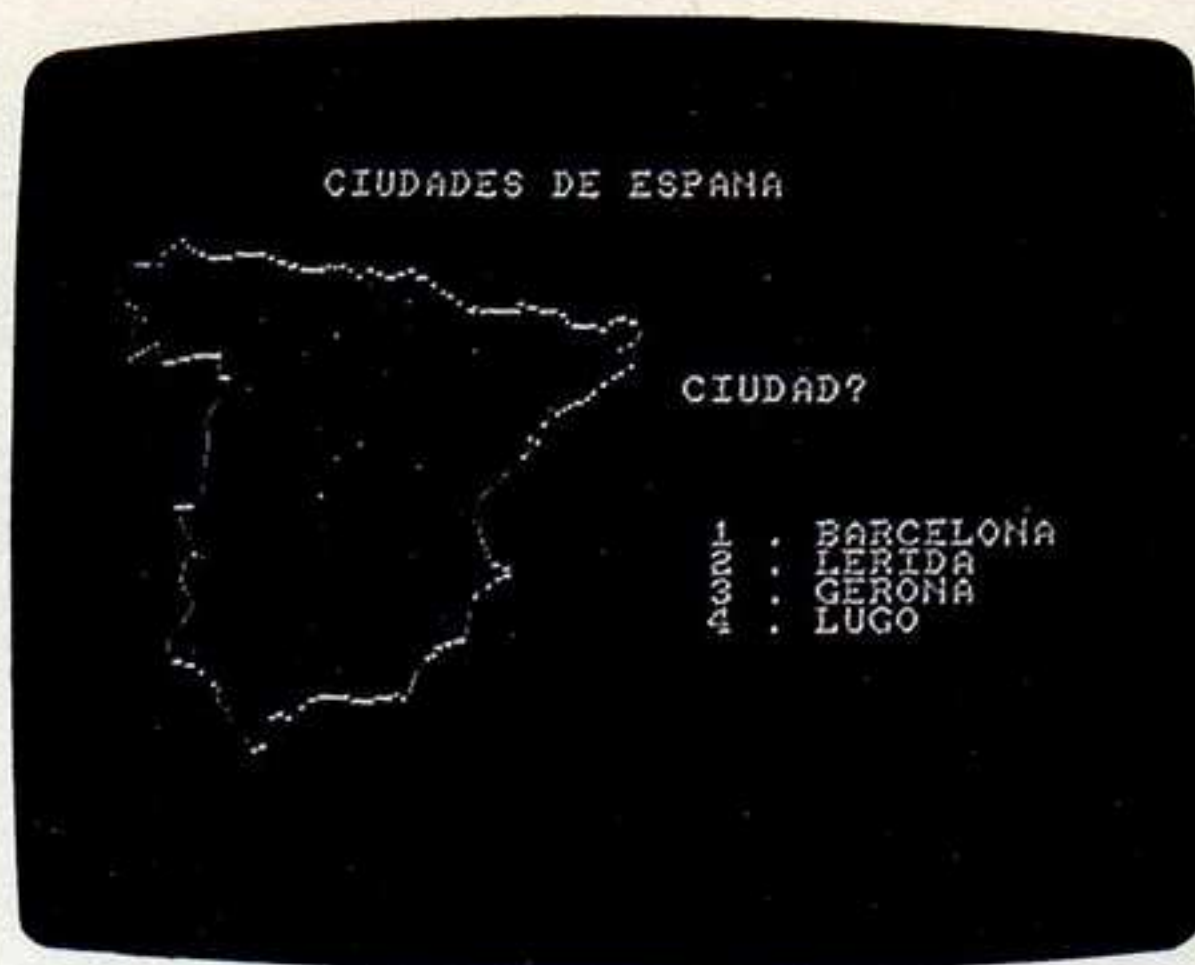 CIUDADES DE ESPANA
CIUDAD?
1 . BARCELONA
2 . LERIDA
3 . GERONA
4 . LUGO